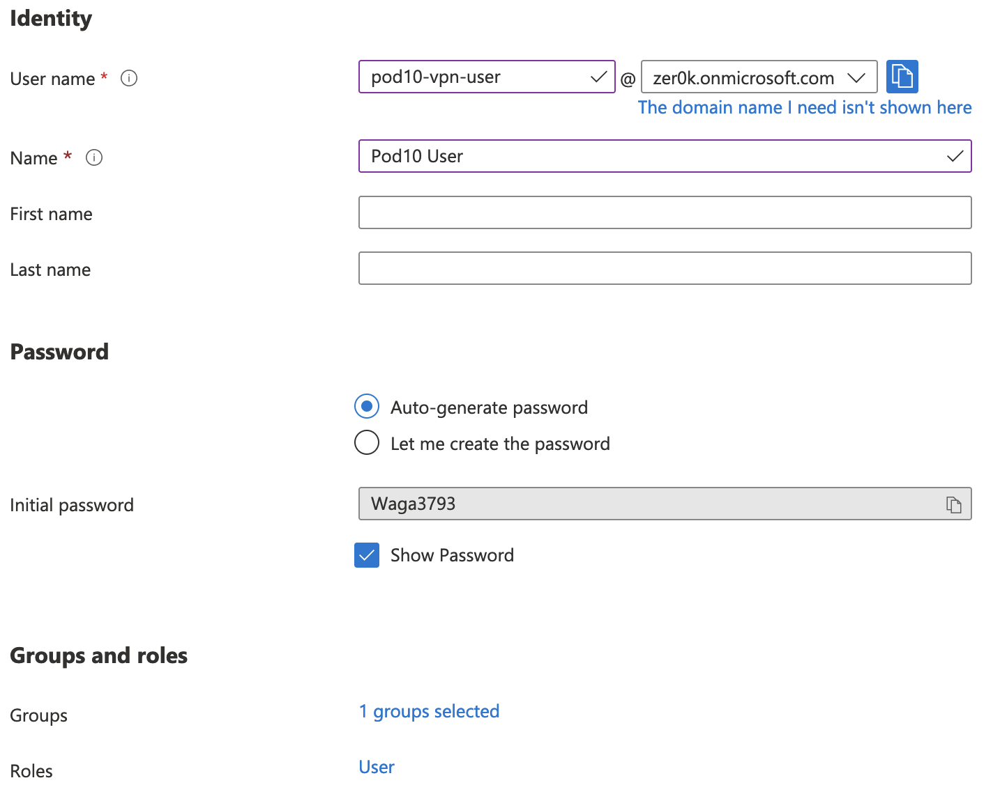 Identity
User name * pod10-vpn-user @ zer0k.onmicrosoft.com
The domain name I need isn't shown here
Name * Pod10 User
First name
Last name
Password
Auto-generate password
Let me create the password
Initial password Waga3793
Show Password
Groups and roles
Groups 1 groups selected
Roles User